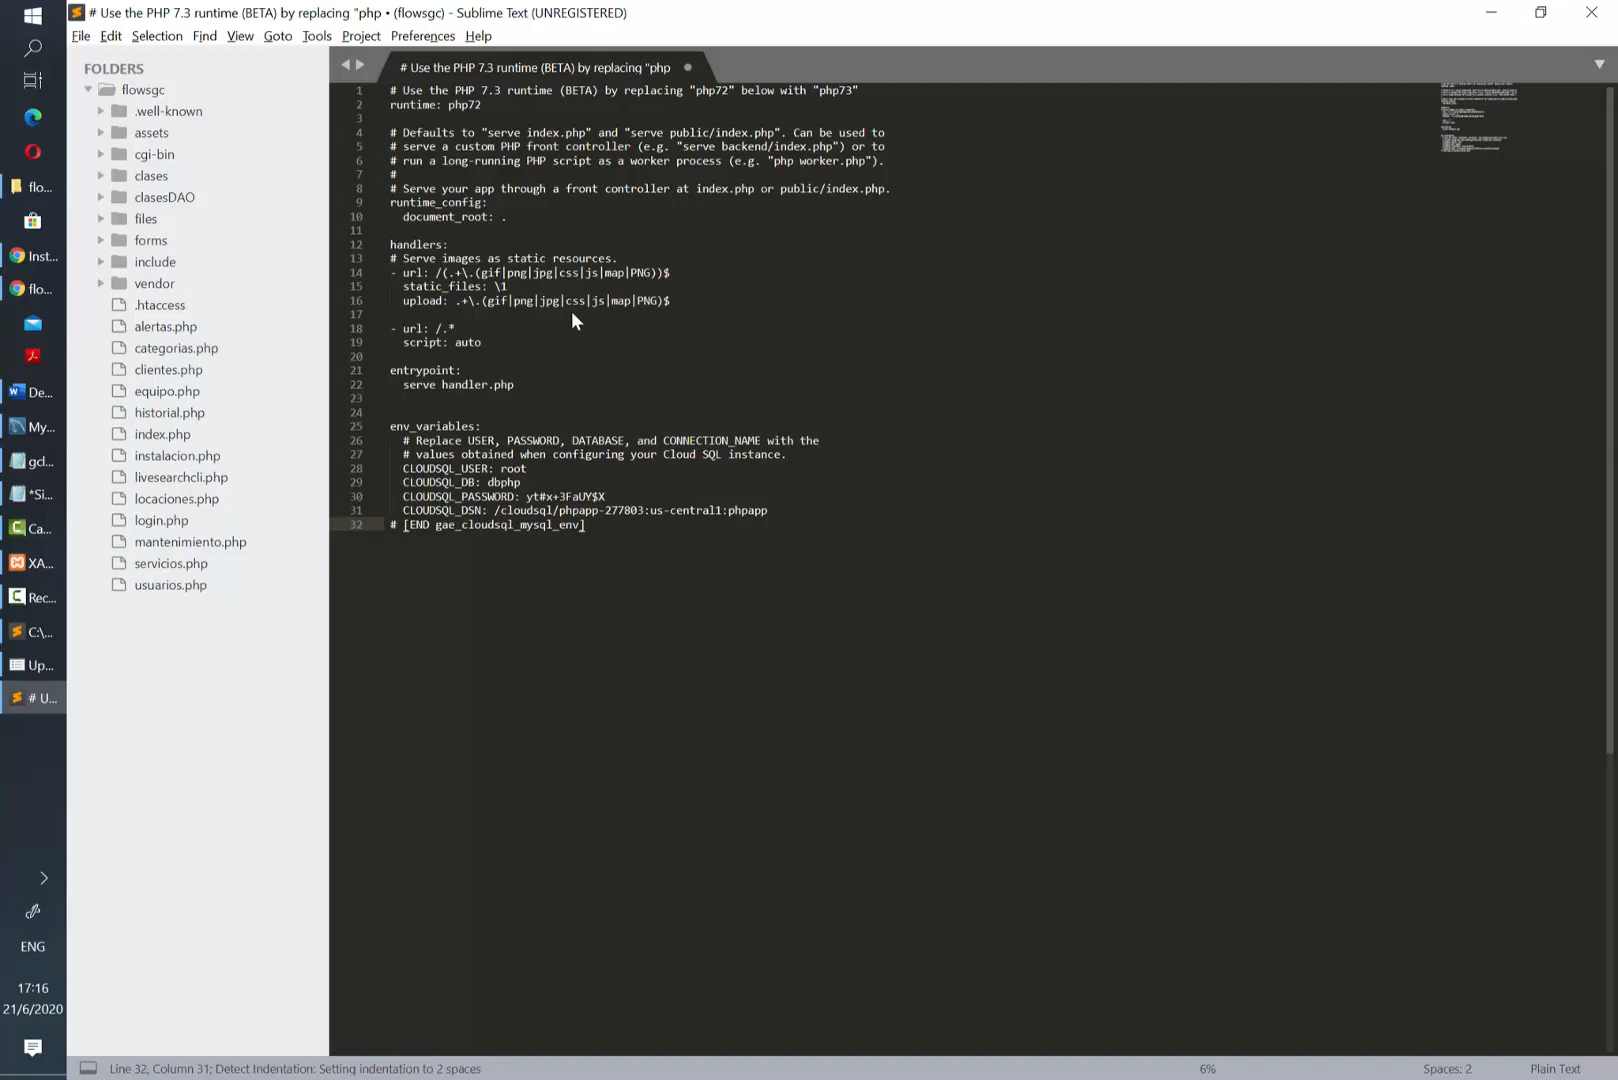 # Use the PHP 7.3 runtime (BETA) by replacing "php • (flowsgc) - Sublime Text (UNREGISTERED)
File Edit Selection Find View Goto Tools Project Preferences Help
FOLDERS
flowsgc
.well-known
assets
cgi-bin
clases
clasesDAO
files
forms
include
vendor
.htaccess
alertas.php
categorias.php
clientes.php
equipo.php
historial.php
index.php
instalacion.php
livesearchcli.php
locaciones.php
login.php
mantenimiento.php
servicios.php
usuarios.php
# Use the PHP 7.3 runtime (BETA) by replacing "php
1 # Use the PHP 7.3 runtime (BETA) by replacing "php72" below with "php73"
2 runtime: php72
3
4 # Defaults to "serve index.php" and "serve public/index.php". Can be used to
5 # serve a custom PHP front controller (e.g. "serve backend/index.php") or to
6 # run a long-running PHP script as a worker process (e.g. "php worker.php").
7 #
8 # Serve your app through a front controller at index.php or public/index.php.
9 runtime_config:
10 document_root: .
11
12 handlers:
13 # Serve images as static resources.
14 - url: /(.+\.(gif|png|jpg|css|js|map|PNG))$
15 static_files: \1
16 upload: .+\.(gif|png|jpg|css|js|map|PNG)$
17
18 - url: /.*
19 script: auto
20
21 entrypoint:
22 serve handler.php
23
24
25 env_variables:
26 # Replace USER, PASSWORD, DATABASE, and CONNECTION_NAME with the
27 # values obtained when configuring your Cloud SQL instance.
28 CLOUDSQL_USER: root
29 CLOUDSQL_DB: dbphp
30 CLOUDSQL_PASSWORD: yt#x+3FaUY$X
31 CLOUDSQL_DSN: /cloudsql/phpapp-277803:us-central1:phpapp
32 # [END gae_cloudsql_mysql_env]
flo...
Inst...
flo...
De...
My...
gcl...
*Si...
Ca...
XA...
Rec...
C:\...
Up...
# U...
ENG
17:16
21/6/2020
Line 32, Column 31; Detect Indentation: Setting indentation to 2 spaces
6%
Spaces: 2
Plain Text